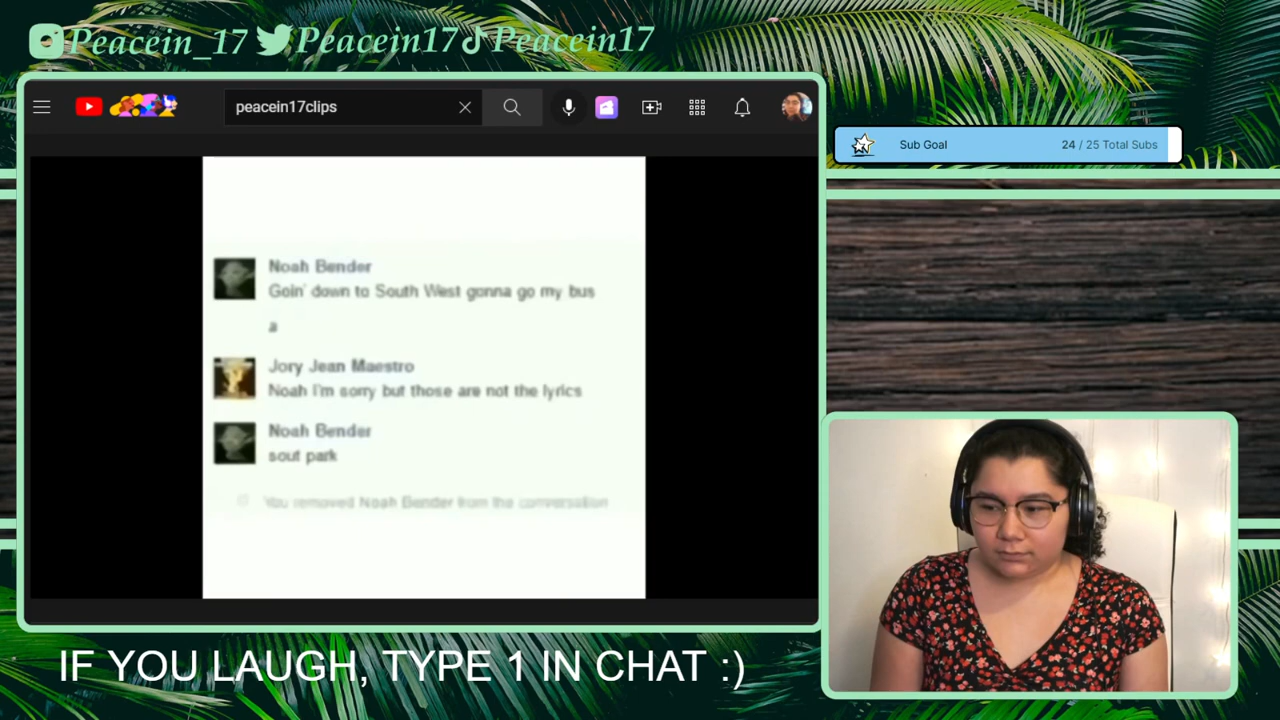 Peacein_17 Peacein17 Peacein17
peacein17clips
Sub Goal 24 / 25 Total Subs
Noah Bender
Goin' down to South West gonna go my bus
a
Jory Jean Maestro
Noah I'm sorry but those are not the lyrics
Noah Bender
sout park
You removed Noah Bender from the conversation
IF YOU LAUGH, TYPE 1 IN CHAT :)